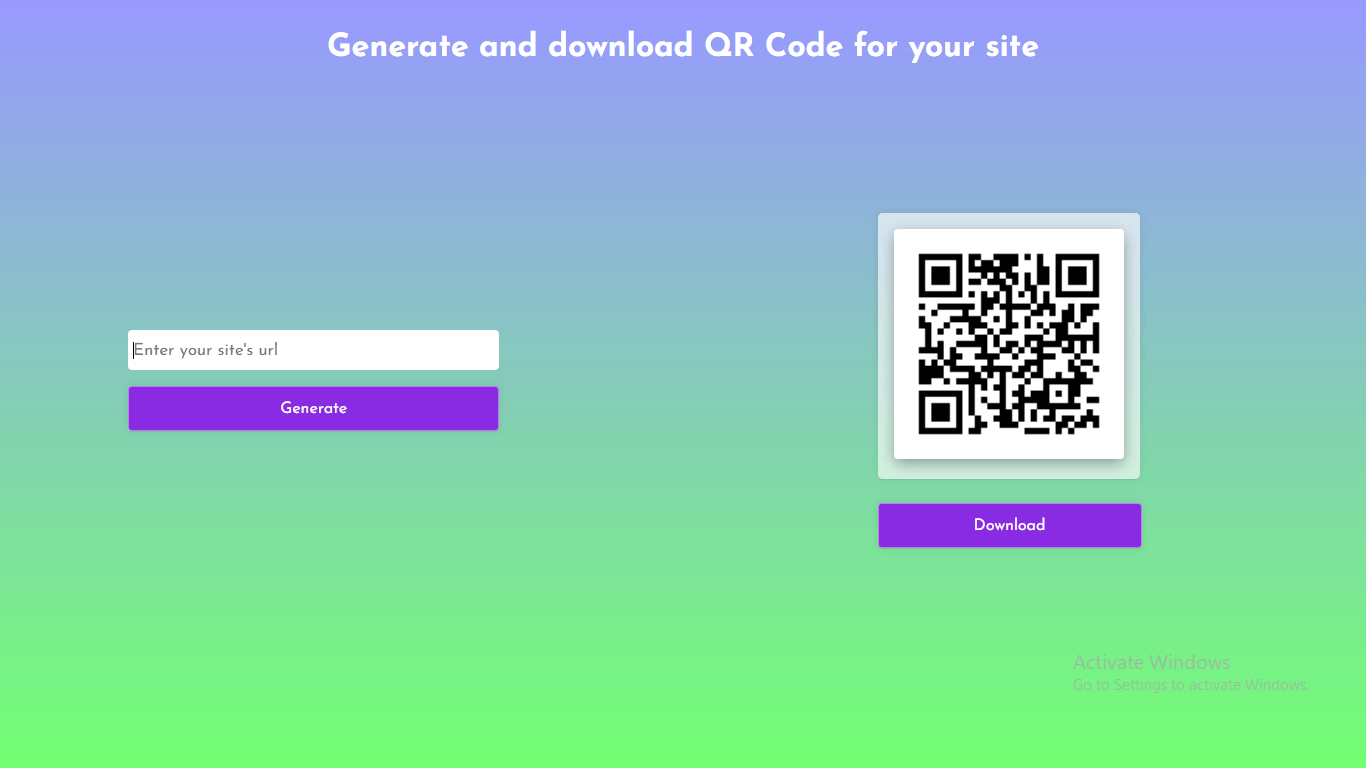 Generate and download QR Code for your site
Enter your site's url
Generate
Download
Activate Windows
Go to Settings to activate Windows.